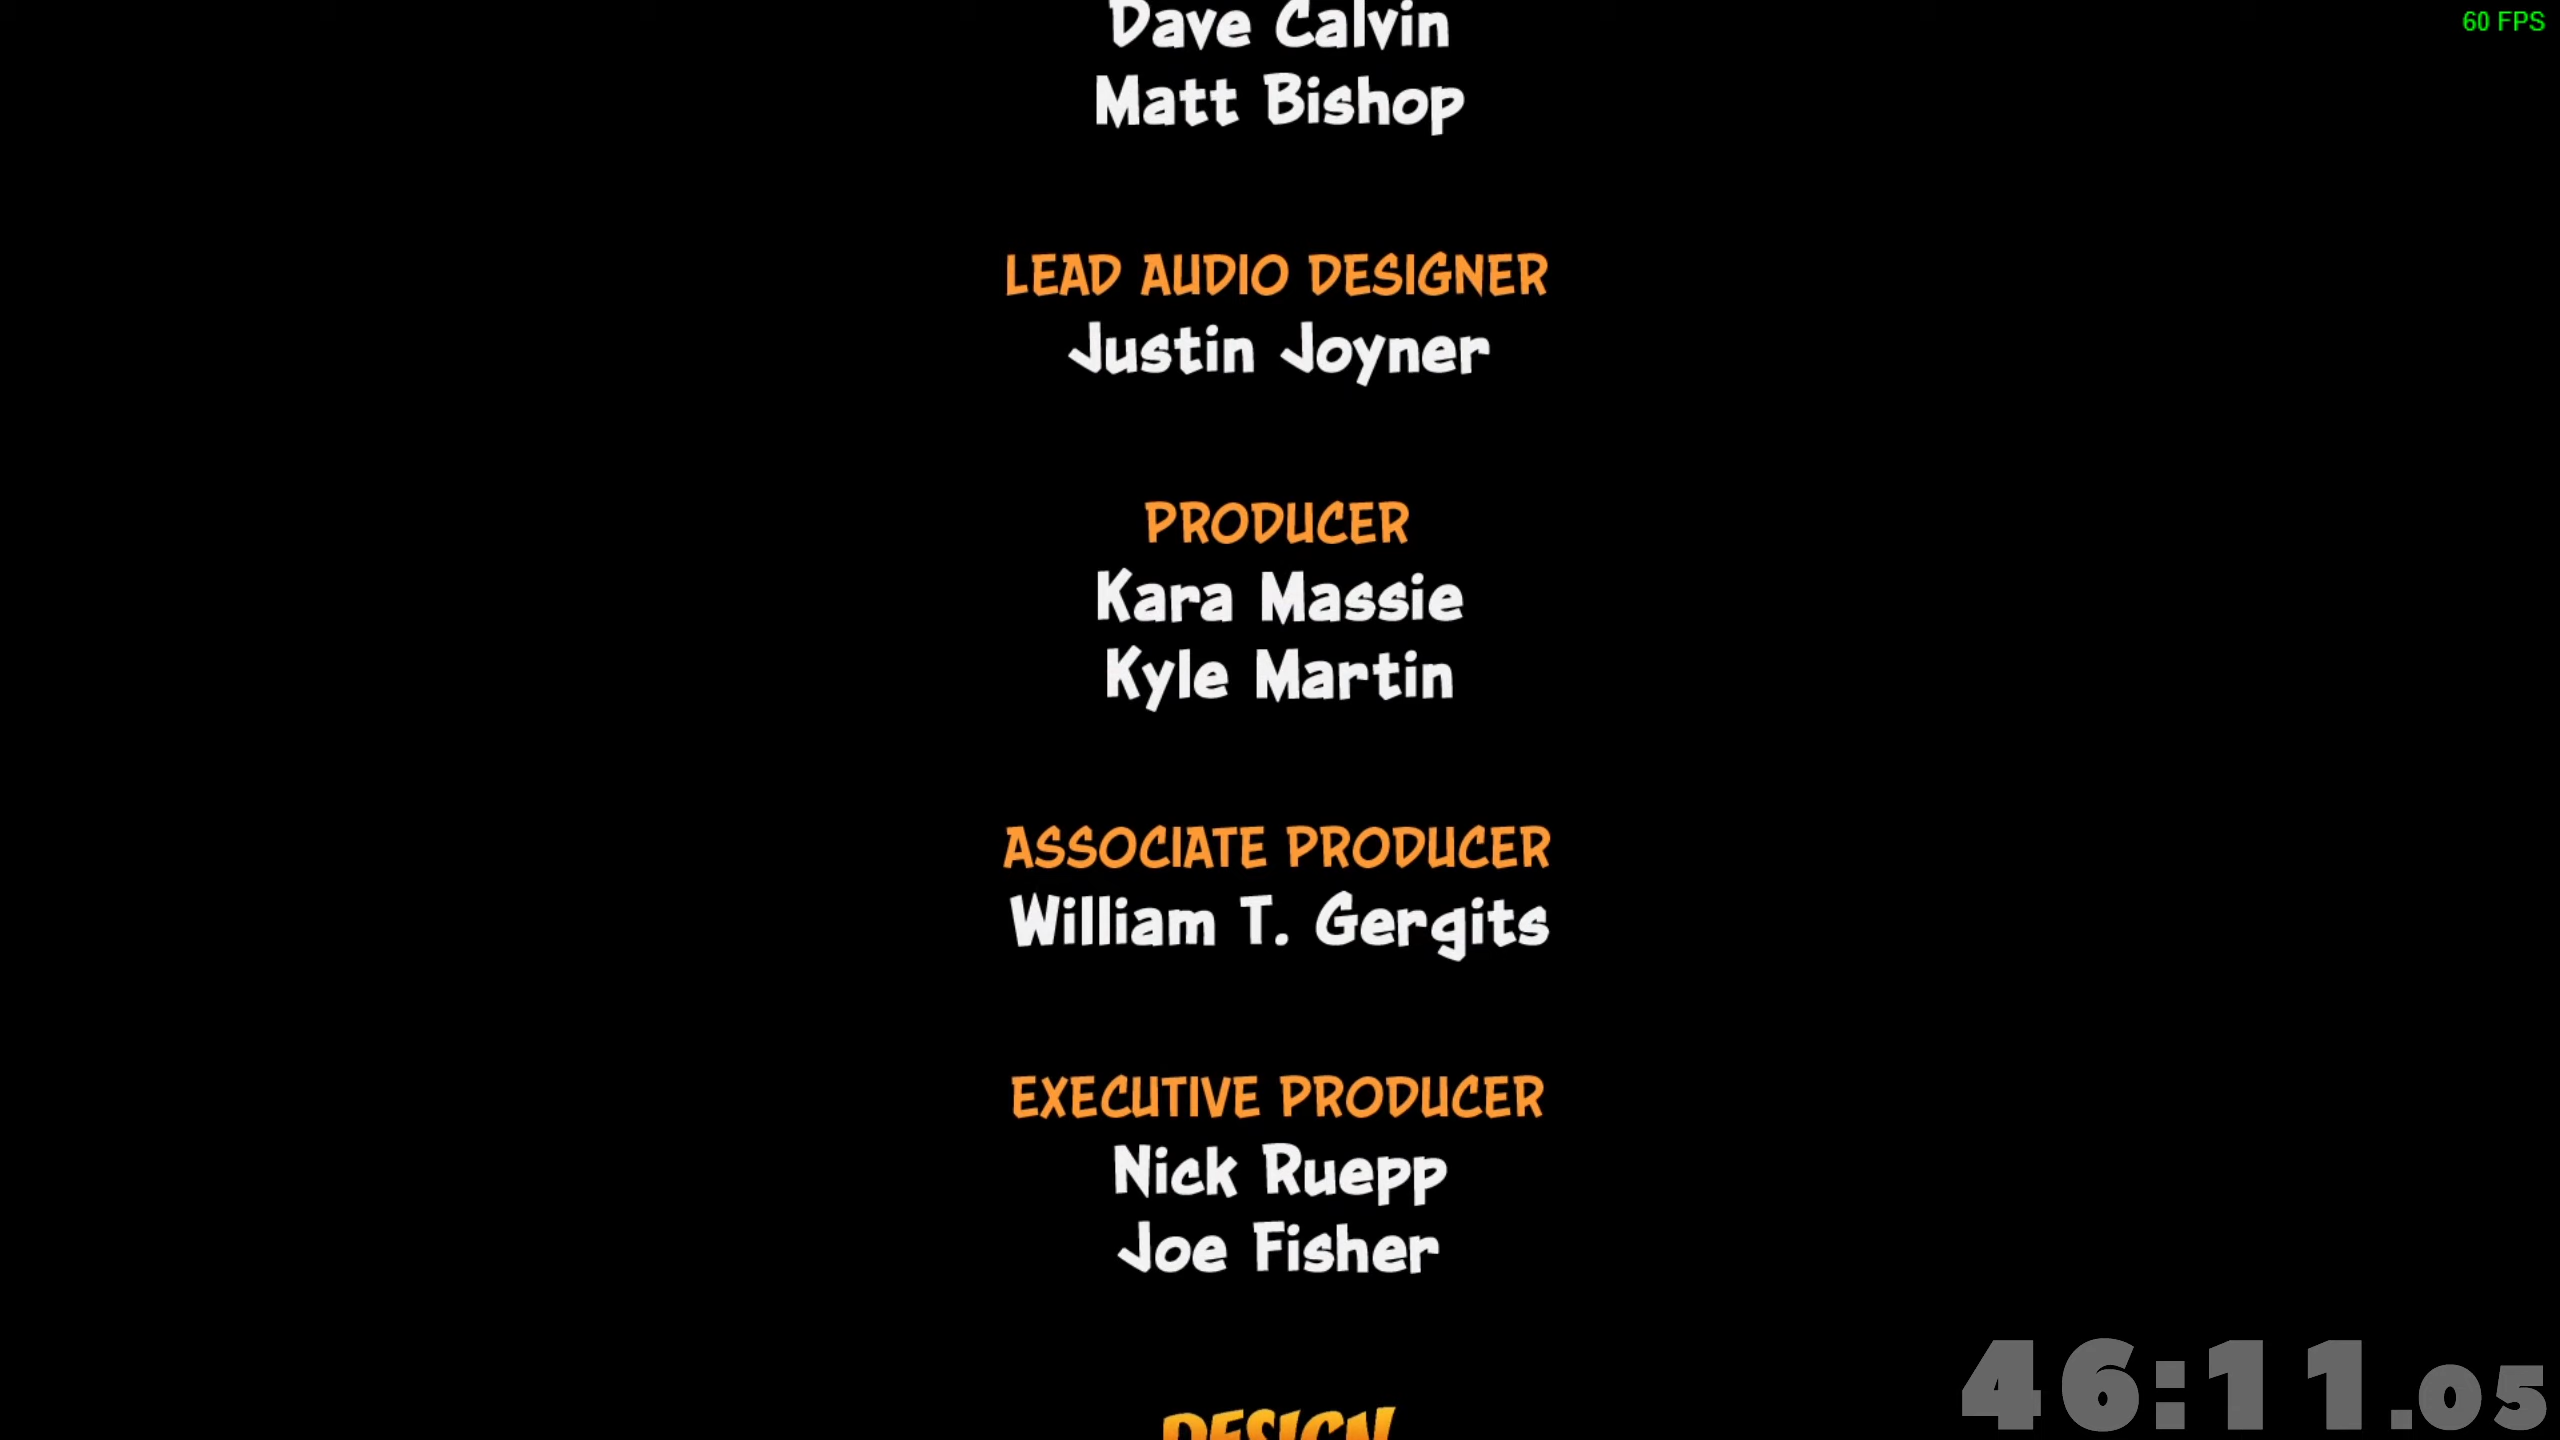 Dave Calvin
60 FPS
Matt Bishop
LEAD AUDIO DESIGNER
Justin Joyner
PRODUCER
Kara Massie
Kyle Martin
ASSOCIATE PRODUCER
William T. Gergits
EXECUTIVE PRODUCER
Nick Ruepp
Joe Fisher
DESIGN
46:11.05